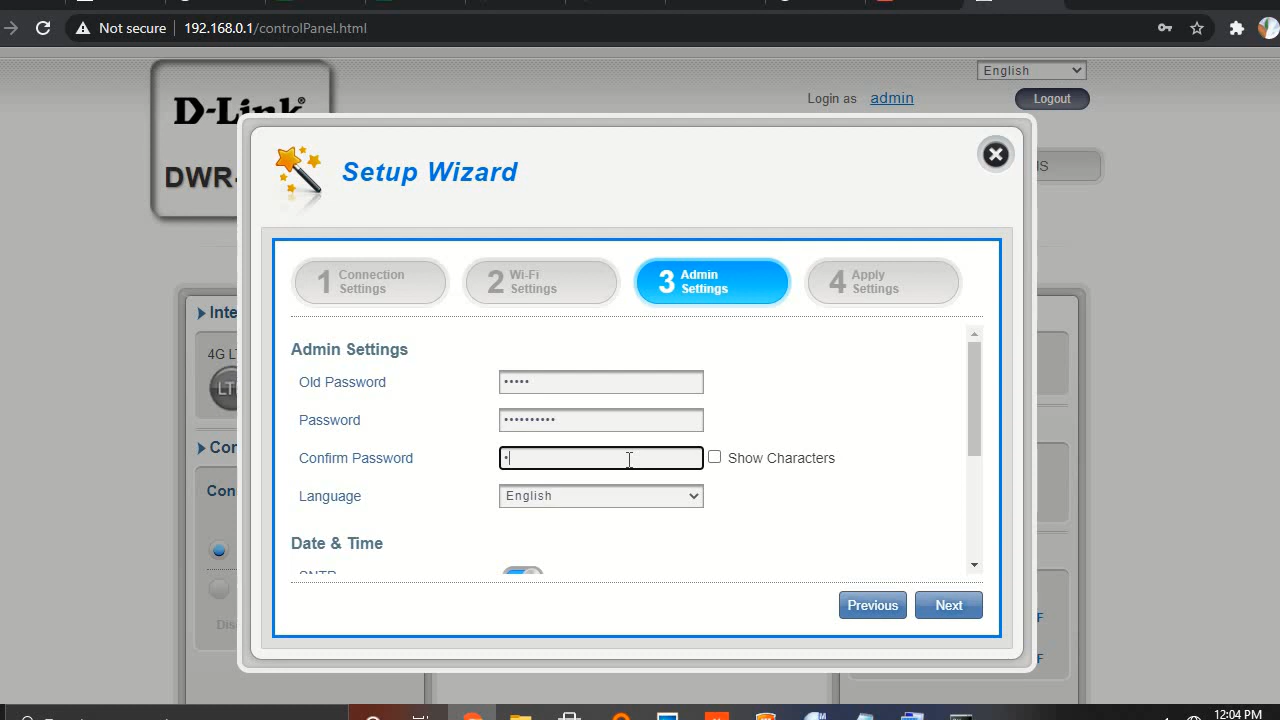 Not secure 192.168.0.1/controlPanel.html
English
Login as admin Logout
D-Link
DWR-
Setup Wizard
1 Connection Settings
2 Wi-Fi Settings
3 Admin Settings
4 Apply Settings
Admin Settings
Old Password •••••
Password ••••••••••
Confirm Password •
Show Characters
Language English
Date & Time
Previous Next
4G
12:04 PM